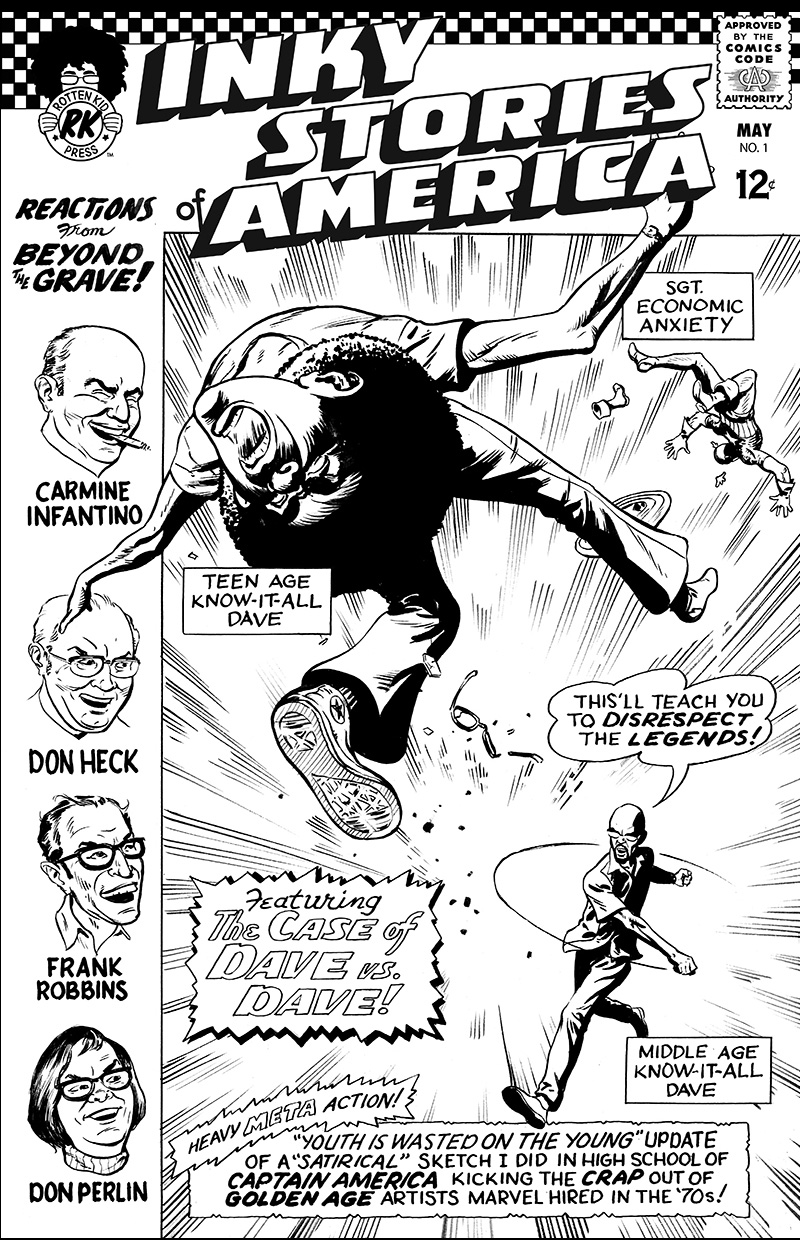 INKY
STORIES
of AMERICA
ROTTEN KID
RK
PRESS
TM
APPROVED
BY THE
COMICS
CODE
CA
AUTHORITY
MAY
NO. 1
12¢
REACTIONS
from
BEYOND
THE GRAVE!
CARMINE
INFANTINO
DON HECK
FRANK
ROBBINS
DON PERLIN
SGT.
ECONOMIC
ANXIETY
TEEN AGE
KNOW-IT-ALL
DAVE
THIS'LL TEACH YOU
TO DISRESPECT
THE LEGENDS!
Featuring
THE CASE of
DAVE vs.
DAVE!
MIDDLE AGE
KNOW-IT-ALL
DAVE
HEAVY META ACTION!
"YOUTH IS WASTED ON THE YOUNG" UPDATE
OF A "SATIRICAL" SKETCH I DID IN HIGH SCHOOL OF
CAPTAIN AMERICA KICKING THE CRAP OUT OF
GOLDEN AGE ARTISTS MARVEL HIRED IN THE '70s!